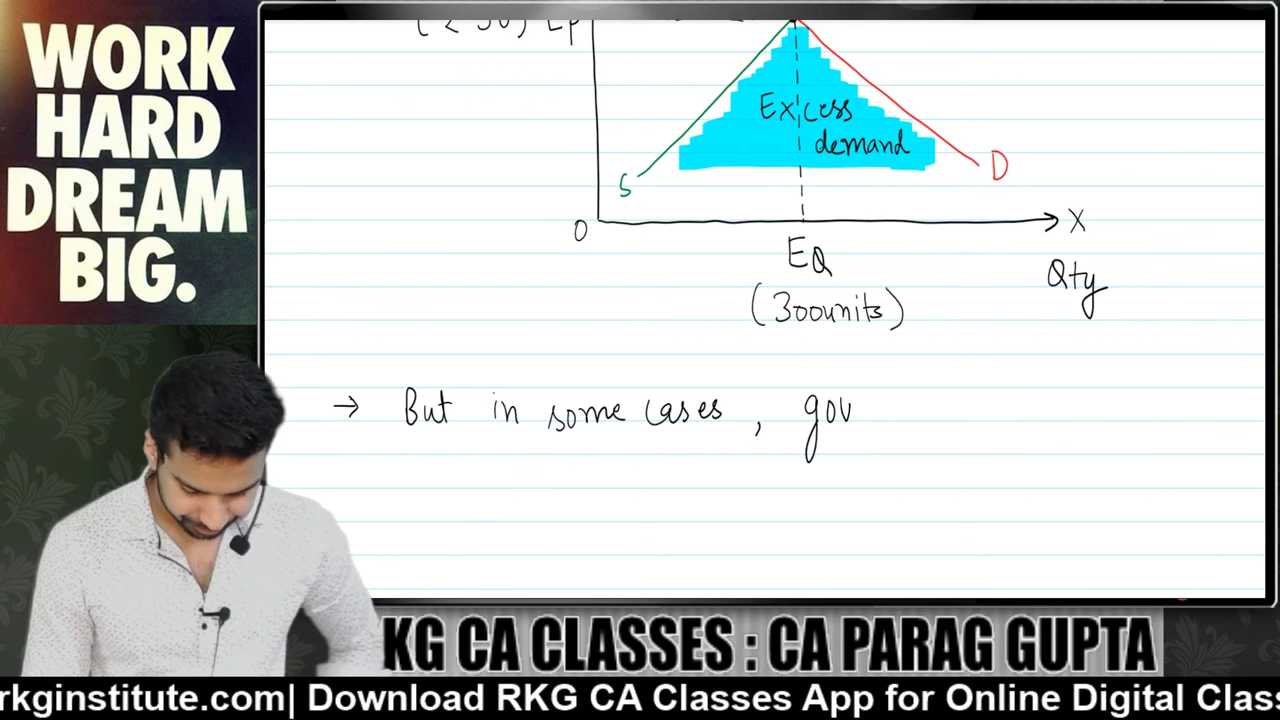 WORK
HARD
DREAM
BIG.
Excess
demand
S
D
0
X
EQ
Qty
(300units)
→ But in some cases, gov
KG CA CLASSES : CA PARAG GUPTA
rkginstitute.com| Download RKG CA Classes App for Online Digital Class